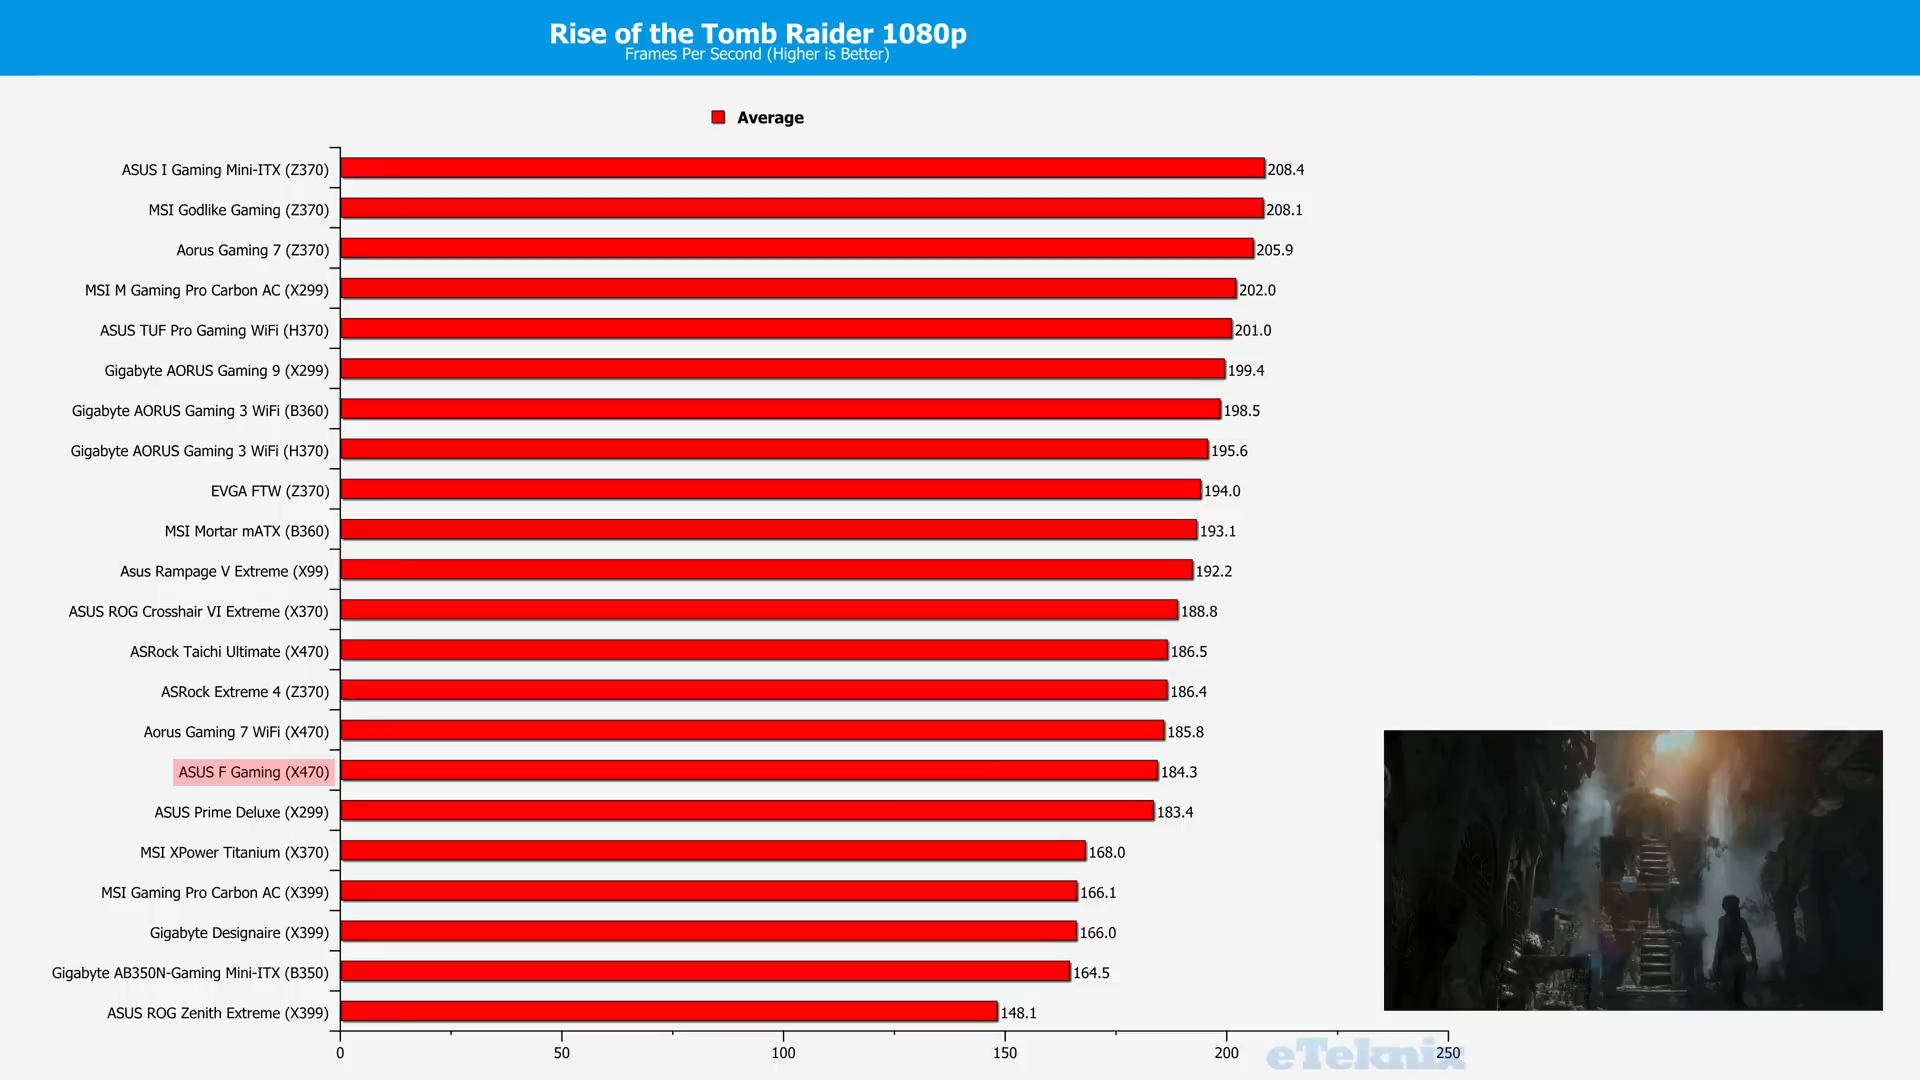 Rise of the Tomb Raider 1080p
Frames Per Second (Higher is Better)
Average
ASUS I Gaming Mini-ITX (Z370) 208.4
MSI Godlike Gaming (Z370) 208.1
Aorus Gaming 7 (Z370) 205.9
MSI M Gaming Pro Carbon AC (X299) 202.0
ASUS TUF Pro Gaming WiFi (H370) 201.0
Gigabyte AORUS Gaming 9 (X299) 199.4
Gigabyte AORUS Gaming 3 WiFi (B360) 198.5
Gigabyte AORUS Gaming 3 WiFi (H370) 195.6
EVGA FTW (Z370) 194.0
MSI Mortar mATX (B360) 193.1
Asus Rampage V Extreme (X99) 192.2
ASUS ROG Crosshair VI Extreme (X370) 188.8
ASRock Taichi Ultimate (X470) 186.5
ASRock Extreme 4 (Z370) 186.4
Aorus Gaming 7 WiFi (X470) 185.8
ASUS F Gaming (X470) 184.3
ASUS Prime Deluxe (X299) 183.4
MSI XPower Titanium (X370) 168.0
MSI Gaming Pro Carbon AC (X399) 166.1
Gigabyte Designaire (X399) 166.0
Gigabyte AB350N-Gaming Mini-ITX (B350) 164.5
ASUS ROG Zenith Extreme (X399) 148.1
0 50 100 150 200 250
eTeknix